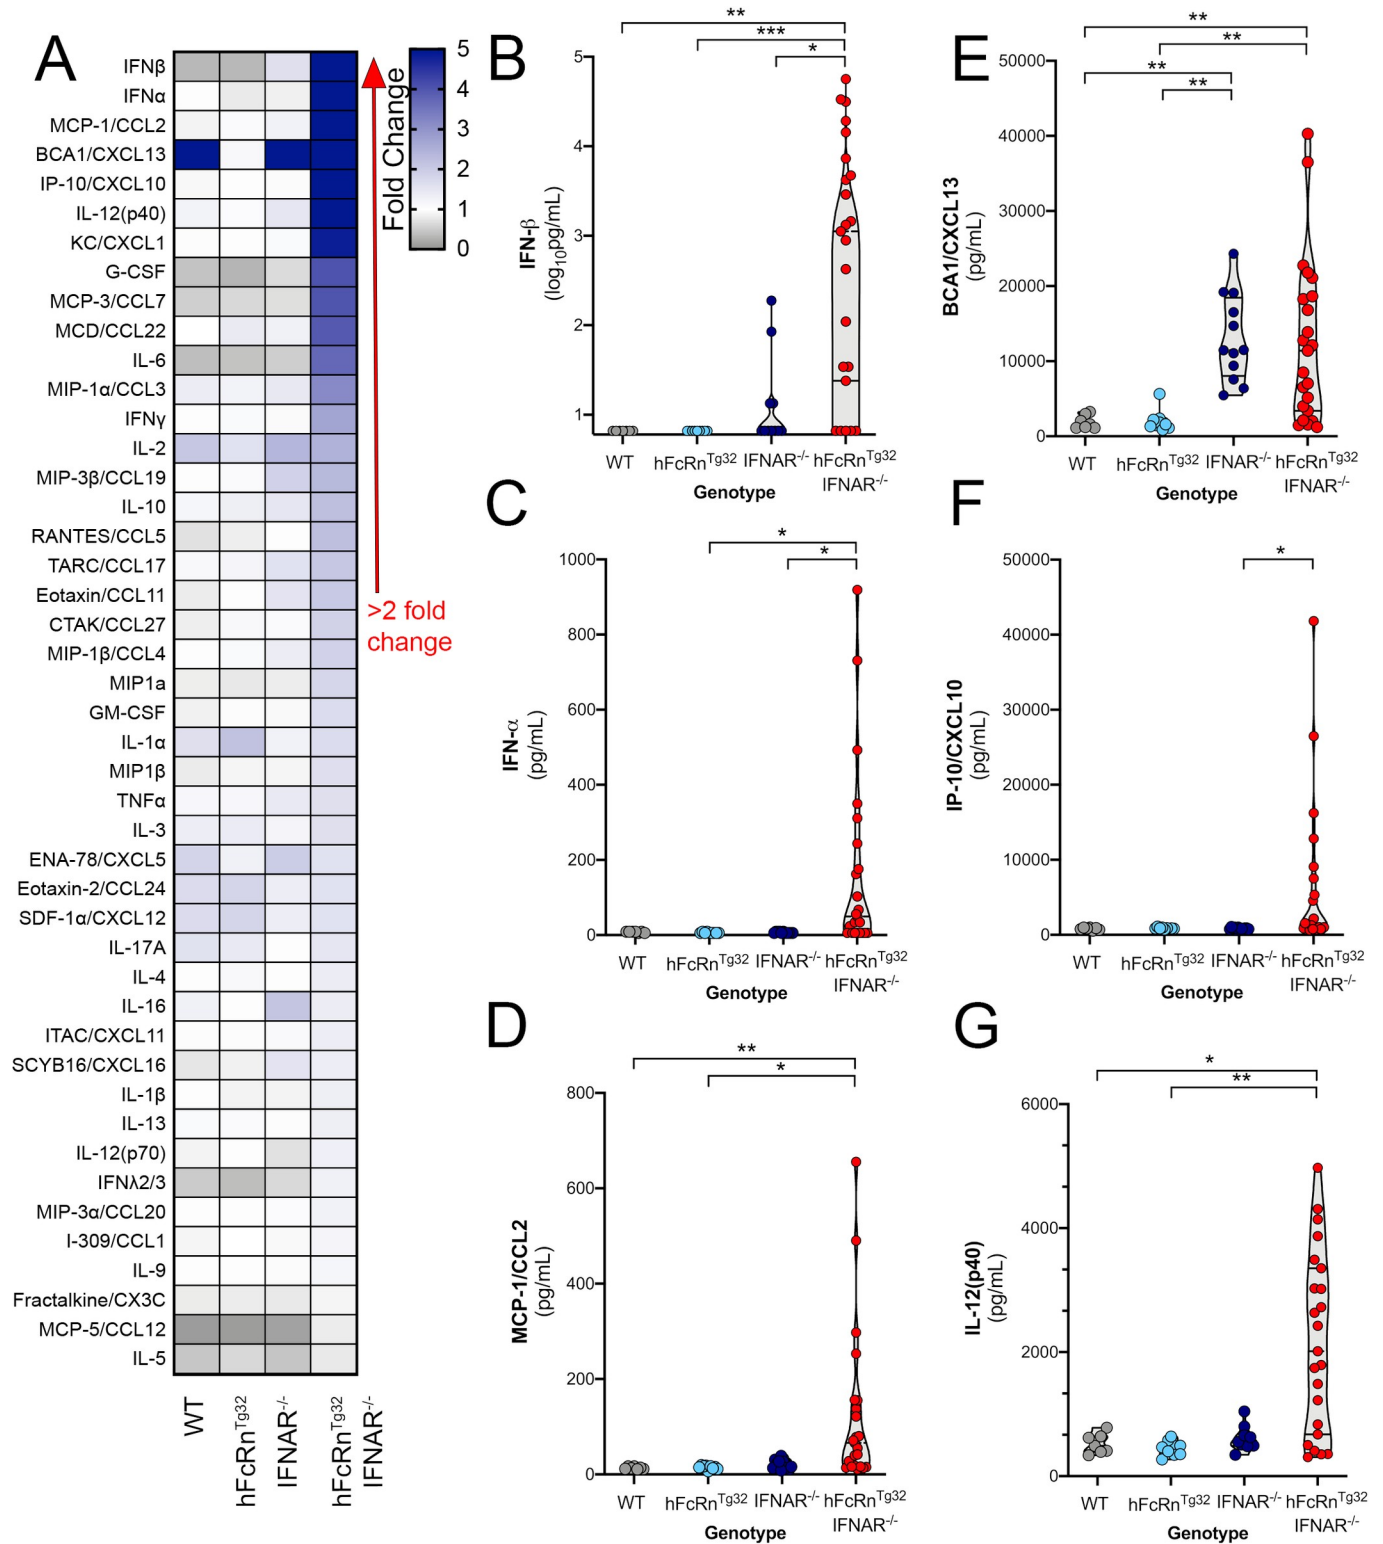 A
IFNβ
IFNα
MCP-1/CCL2
BCA1/CXCL13
IP-10/CXCL10
IL-12(p40)
KC/CXCL1
G-CSF
MCP-3/CCL7
MCD/CCL22
IL-6
MIP-1α/CCL3
IFNγ
IL-2
MIP-3β/CCL19
IL-10
RANTES/CCL5
TARC/CCL17
Eotaxin/CCL11
CTAK/CCL27
MIP-1β/CCL4
MIP1a
GM-CSF
IL-1α
MIP1β
TNFα
IL-3
ENA-78/CXCL5
Eotaxin-2/CCL24
SDF-1α/CXCL12
IL-17A
IL-4
IL-16
ITAC/CXCL11
SCYB16/CXCL16
IL-1β
IL-13
IL-12(p70)
IFNλ2/3
MIP-3α/CCL20
I-309/CCL1
IL-9
Fractalkine/CX3C
MCP-5/CCL12
IL-5
WT
hFcRnTg32
IFNAR-/-
hFcRnTg32
IFNAR-/-
Fold Change
5
4
3
2
1
0
>2 fold
change
B
**
***
*
IFN-β
(log10pg/mL)
5
4
3
2
1
WT
hFcRnTg32
IFNAR-/-
hFcRnTg32
IFNAR-/-
Genotype
C
*
*
IFN-α
(pg/mL)
1000
800
600
400
200
0
WT
hFcRnTg32
IFNAR-/-
hFcRnTg32
IFNAR-/-
Genotype
D
**
*
MCP-1/CCL2
(pg/mL)
800
600
400
200
0
WT
hFcRnTg32
IFNAR-/-
hFcRnTg32
IFNAR-/-
Genotype
E
**
**
**
**
BCA1/CXCL13
(pg/mL)
50000
40000
30000
20000
10000
0
WT
hFcRnTg32
IFNAR-/-
hFcRnTg32
IFNAR-/-
Genotype
F
*
IP-10/CXCL10
(pg/mL)
50000
40000
30000
20000
10000
0
WT
hFcRnTg32
IFNAR-/-
hFcRnTg32
IFNAR-/-
Genotype
G
*
**
IL-12(p40)
(pg/mL)
6000
4000
2000
0
WT
hFcRnTg32
IFNAR-/-
hFcRnTg32
IFNAR-/-
Genotype